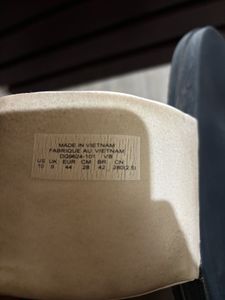 MADE IN VIETNAM
FABRIQUE AU VIETNAM
DQ9624-101 VB
US UK EUR CM BR CN
10 9 44 28 42 280(2.5)